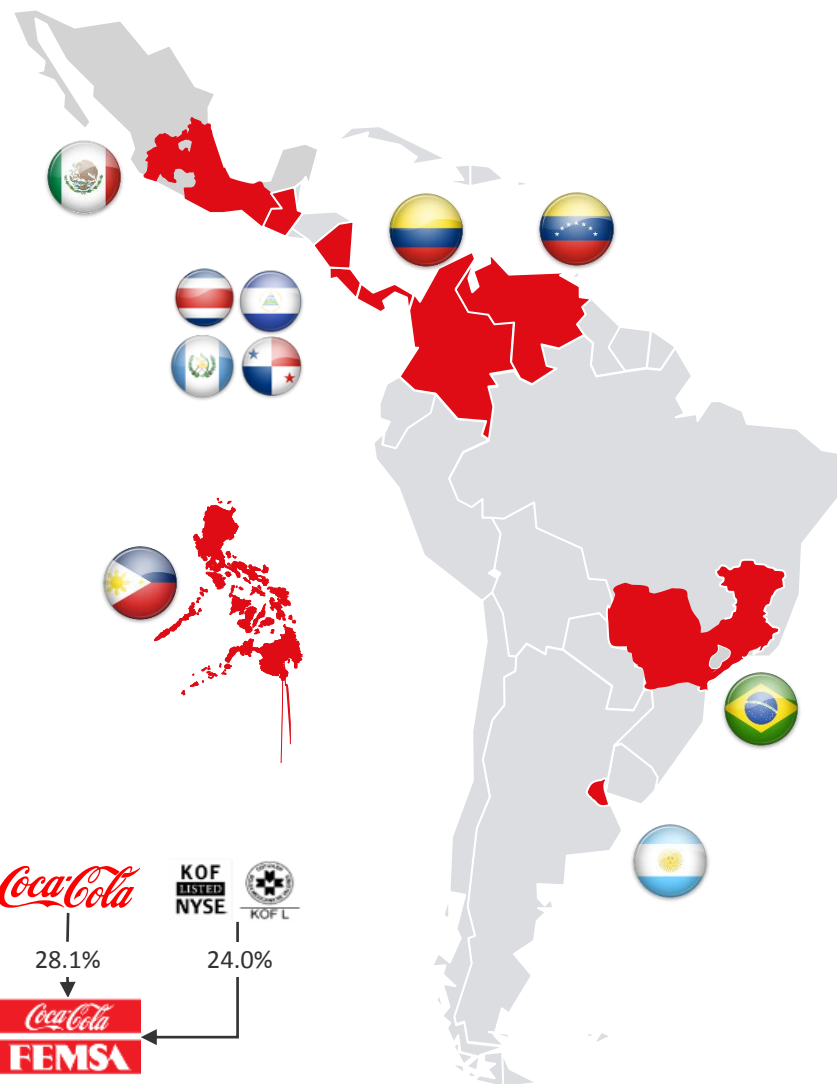 Coca-Cola
KOF
LISTED
NYSE
KOF L
28.1%
24.0%
Coca-Cola
FEMSA